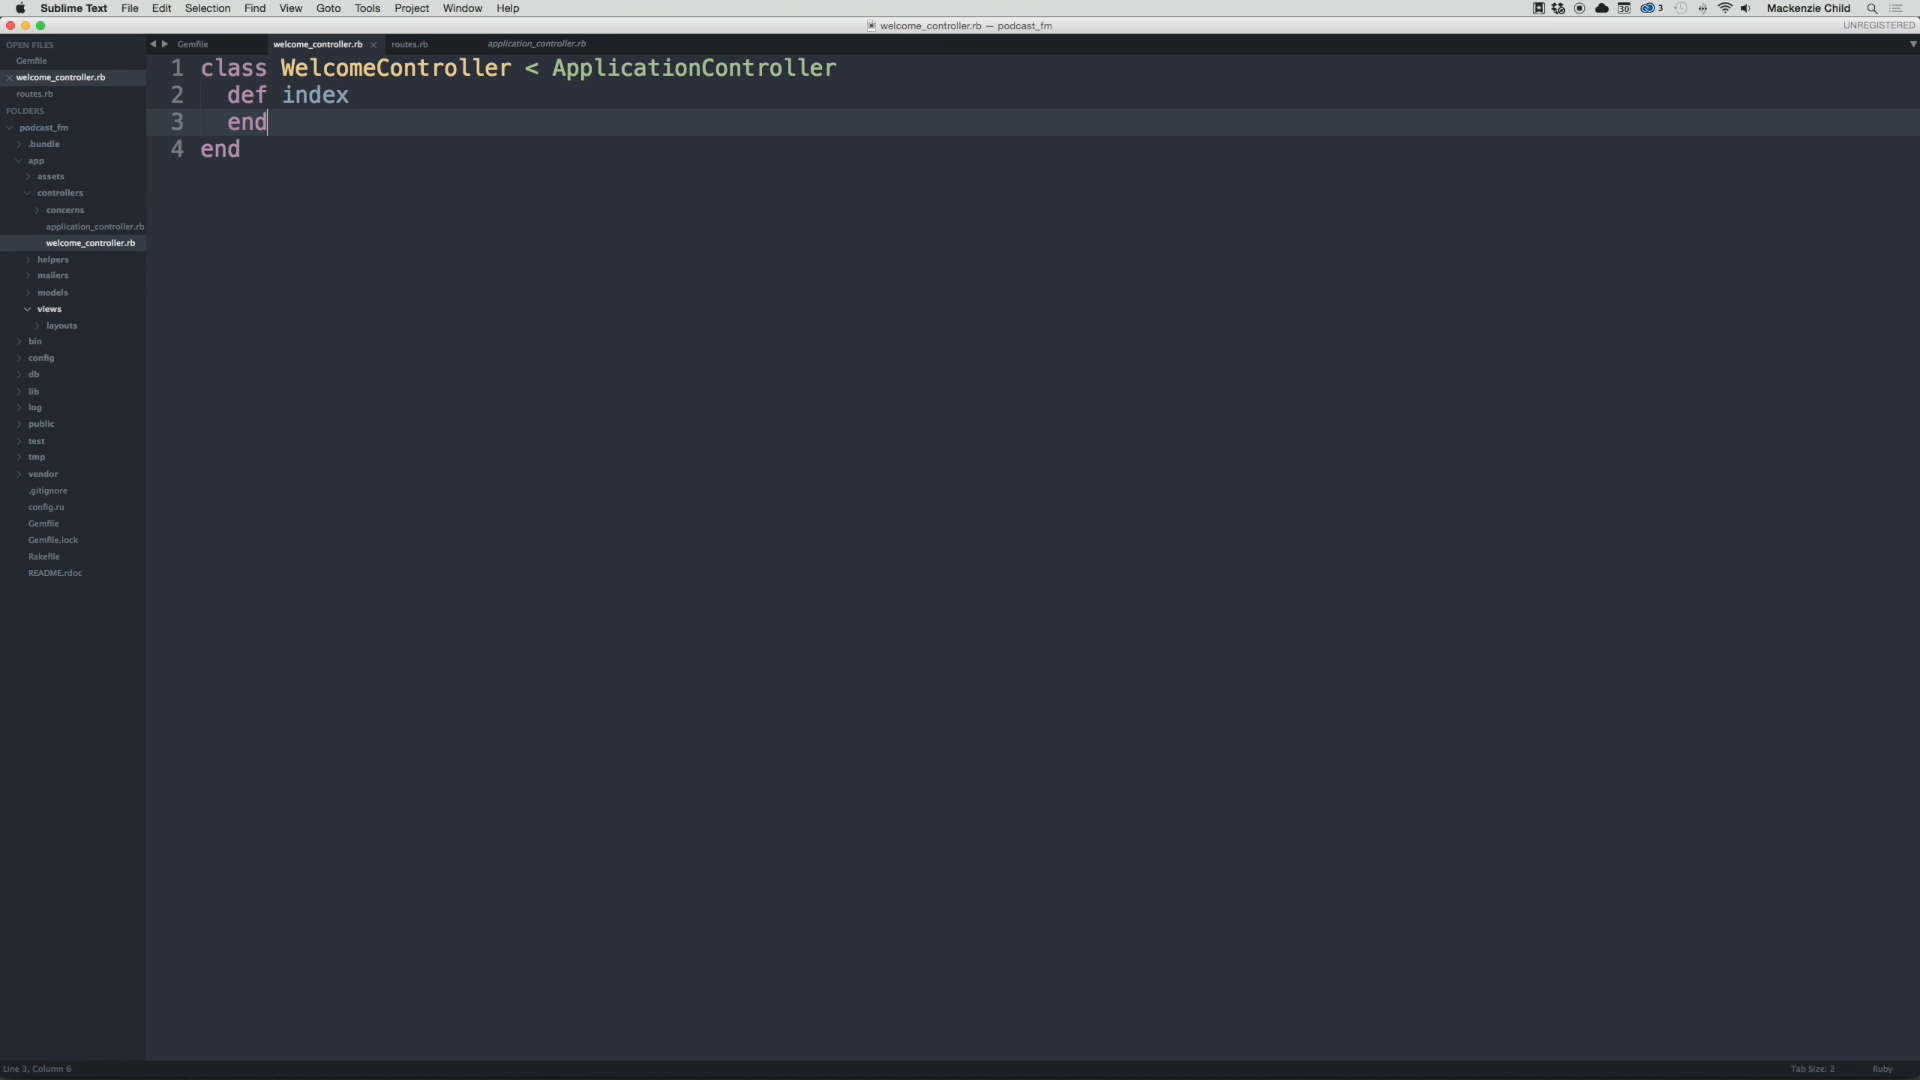 Sublime Text File Edit Selection Find View Goto Tools Project Window Help 30 3 Mackenzie Child
welcome_controller.rb — podcast_fm UNREGISTERED
OPEN FILES
Gemfile
welcome_controller.rb
routes.rb
FOLDERS
podcast_fm
.bundle
app
assets
controllers
concerns
application_controller.rb
welcome_controller.rb
helpers
mailers
models
views
layouts
bin
config
db
lib
log
public
test
tmp
vendor
.gitignore
config.ru
Gemfile
Gemfile.lock
Rakefile
README.rdoc
Gemfile welcome_controller.rb routes.rb application_controller.rb
1 class WelcomeController < ApplicationController
2 def index
3 end
4 end
Line 3, Column 6 Tab Size: 2 Ruby